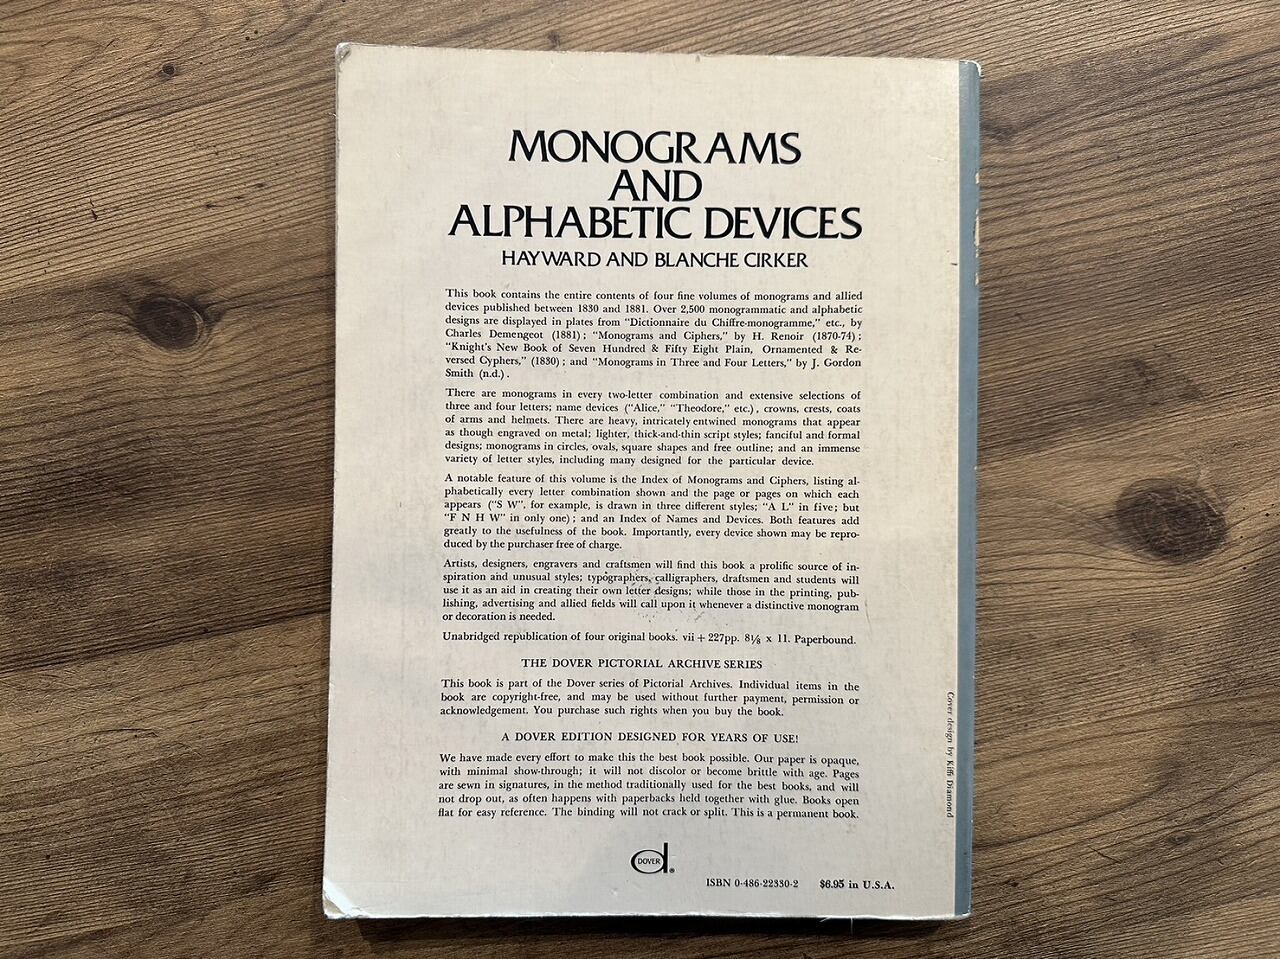 MONOGRAMS
AND
ALPHABETIC DEVICES
HAYWARD AND BLANCHE CIRKER
This book contains the entire contents of four fine volumes of monograms and allied
devices published between 1830 and 1881. Over 2,500 monogrammatic and alphabetic
designs are displayed in plates from "Dictionnaire du Chiffre-monogramme," etc., by
Charles Demengeot (1881); "Monograms and Ciphers," by H. Renoir (1870-74);
"Knight's New Book of Seven Hundred & Fifty Eight Plain, Ornamented & Re-
versed Cyphers," (1830); and "Monograms in Three and Four Letters," by J. Gordon
Smith (n.d.).
There are monograms in every two-letter combination and extensive selections of
three and four letters; name devices ("Alice," "Theodore," etc.), crowns, crests, coats
of arms and helmets. There are heavy, intricately entwined monograms that appear
as though engraved on metal; lighter, thick-and-thin script styles; fanciful and formal
designs; monograms in circles, ovals, square shapes and free outline; and an immense
variety of letter styles, including many designed for the particular device.
A notable feature of this volume is the Index of Monograms and Ciphers, listing al-
phabetically every letter combination shown and the page or pages on which each
appears ("S W", for example, is drawn in three different styles; "A L" in five; but
"F N H W" in only one); and an Index of Names and Devices. Both features add
greatly to the usefulness of the book. Importantly, every device shown may be repro-
duced by the purchaser free of charge.
Artists, designers, engravers and craftsmen will find this book a prolific source of in-
spiration and unusual styles; typographers, calligraphers, draftsmen and students will
use it as an aid in creating their own letter designs; while those in the printing, pub-
lishing, advertising and allied fields will call upon it whenever a distinctive monogram
or decoration is needed.
Unabridged republication of four original books. vii + 227pp. 8⅛ x 11. Paperbound.
THE DOVER PICTORIAL ARCHIVE SERIES
This book is part of the Dover series of Pictorial Archives. Individual items in the
book are copyright-free, and may be used without further payment, permission or
acknowledgement. You purchase such rights when you buy the book.
A DOVER EDITION DESIGNED FOR YEARS OF USE!
We have made every effort to make this the best book possible. Our paper is opaque,
with minimal show-through; it will not discolor or become brittle with age. Pages
are sewn in signatures, in the method traditionally used for the best books, and will
not drop out, as often happens with paperbacks held together with glue. Books open
flat for easy reference. The binding will not crack or split. This is a permanent book.
Cover design by Kiffi Diamond
DOVER ®
ISBN 0-486-22330-2 $6.95 in U.S.A.